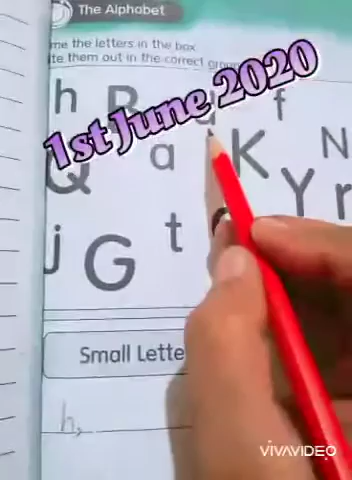 The Alphabet
me the letters in the box
te them out in the correct
h R f
1st June 2020
Q a K N
Y r
j G t
Small Lette
h,
VIVAVIDEO